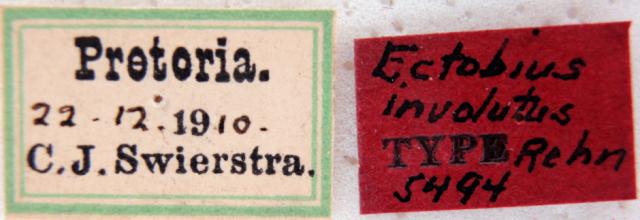 Pretoria.
22-12.1910.
C.J. Swierstra.
Ectobius
involutus
TYPE Rehn
5494